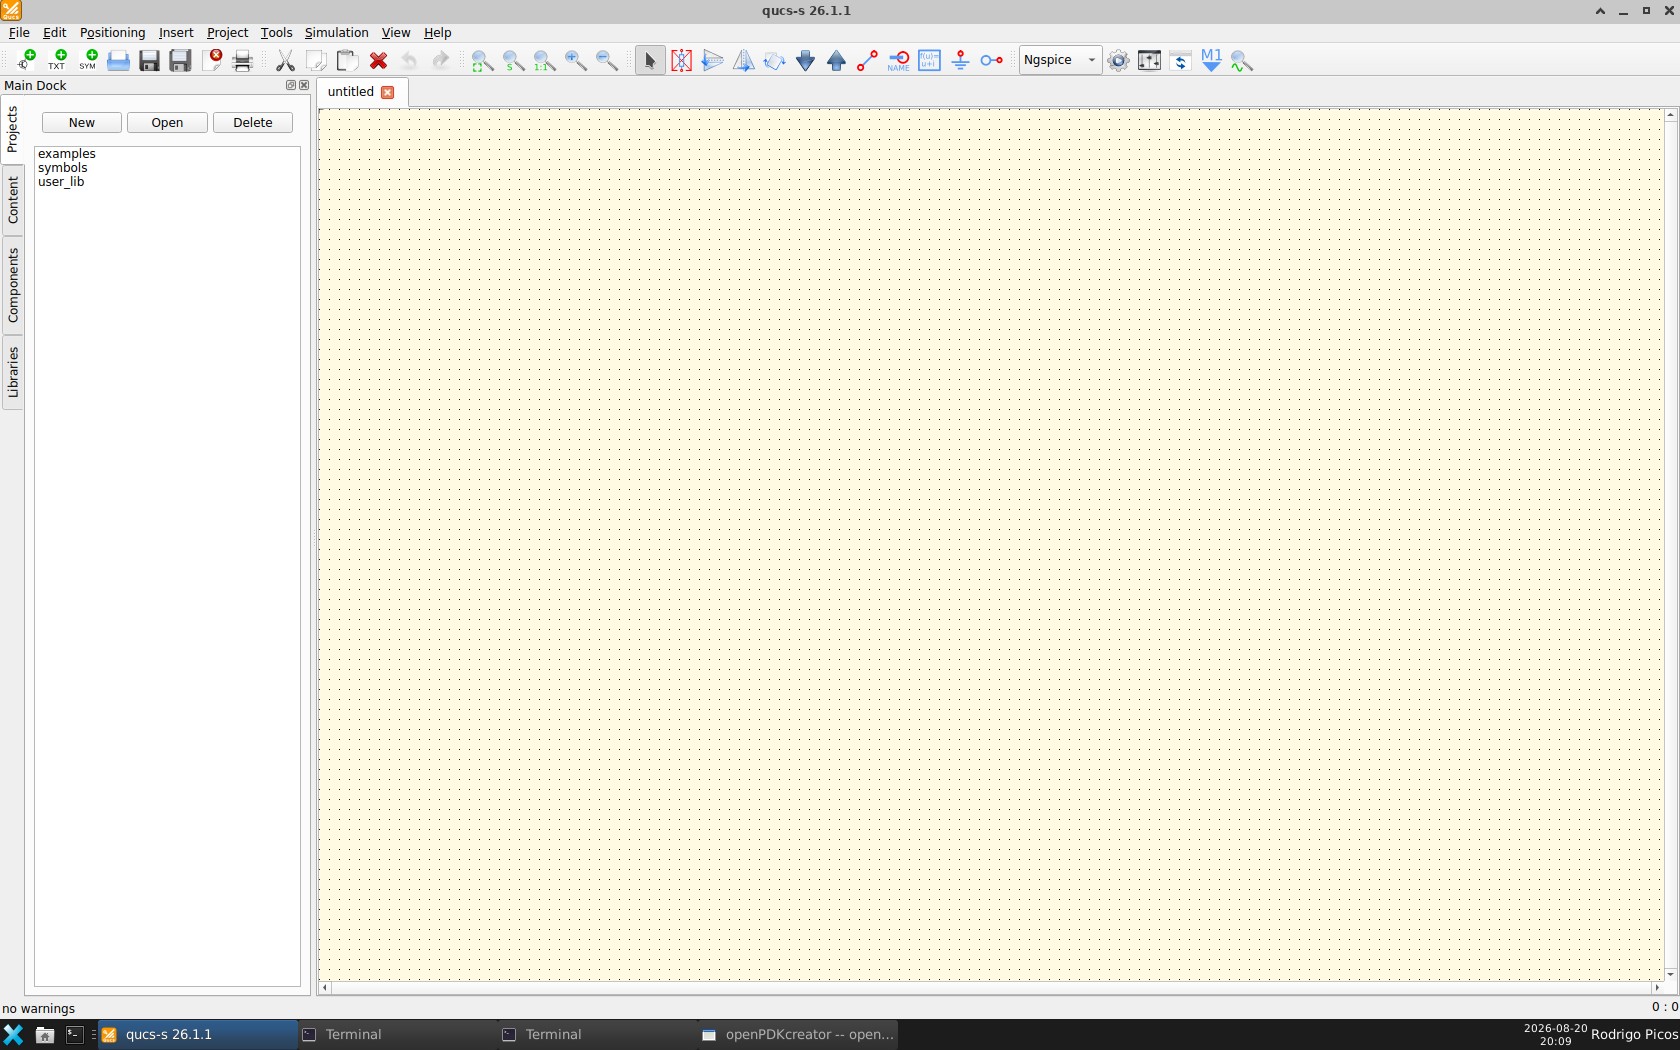 qucs-s 26.1.1
File Edit Positioning Insert Project Tools Simulation View Help
TXT SYM S 1:1 NAME Ngspice M1
Main Dock
untitled
Projects
New Open Delete
examples
symbols
user_lib
Content
Components
Libraries
no warnings
0 : 0
qucs-s 26.1.1 Terminal Terminal openPDKcreator -- open...
2026-08-20
20:09
Rodrigo Picos